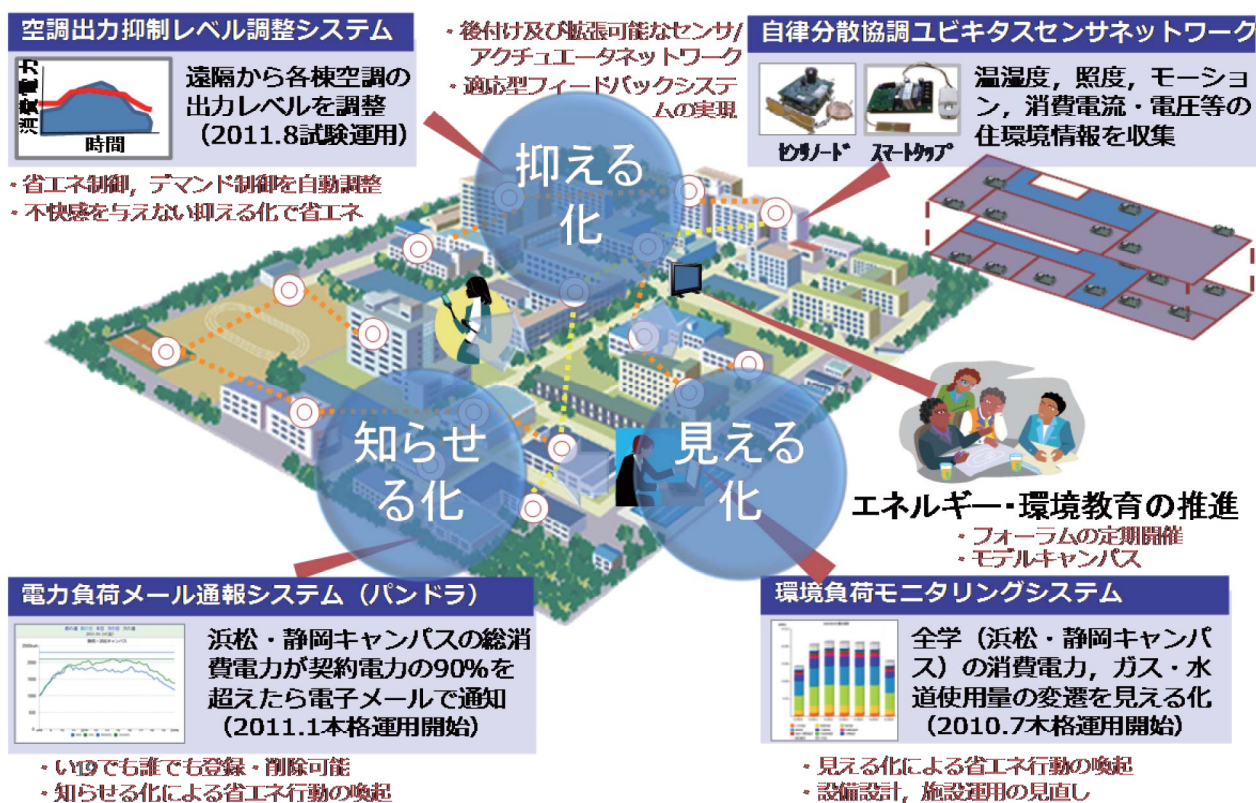 空調出力抑制レベル調整システム
消費電力
時間
遠隔から各棟空調の
出力レベルを調整
(2011.8試験運用)
・省エネ制御,デマンド制御を自動調整
・不快感を与えない抑える化で省エネ
・後付け及び拡張可能なセンサ/
アクチュエータネットワーク
・適応型フィードバックシステ
ムの実現
自律分散協調ユビキタスセンサネットワーク
センサノード スマートタップ
温湿度,照度,モーショ
ン,消費電流・電圧等の
住環境情報を収集
抑える
化
知らせ
る化
見える
化
エネルギー・環境教育の推進
・フォーラムの定期開催
・モデルキャンパス
電力負荷メール通報システム(パンドラ)
浜松・静岡キャンパスの総消
費電力が契約電力の90%を
超えたら電子メールで通知
(2011.1本格運用開始)
・いつでも誰でも登録・削除可能
・知らせる化による省エネ行動の喚起
環境負荷モニタリングシステム
全学(浜松・静岡キャンパ
ス)の消費電力,ガス・水
道使用量の変遷を見える化
(2010.7本格運用開始)
・見える化による省エネ行動の喚起
・設備設計,施設運用の見直し